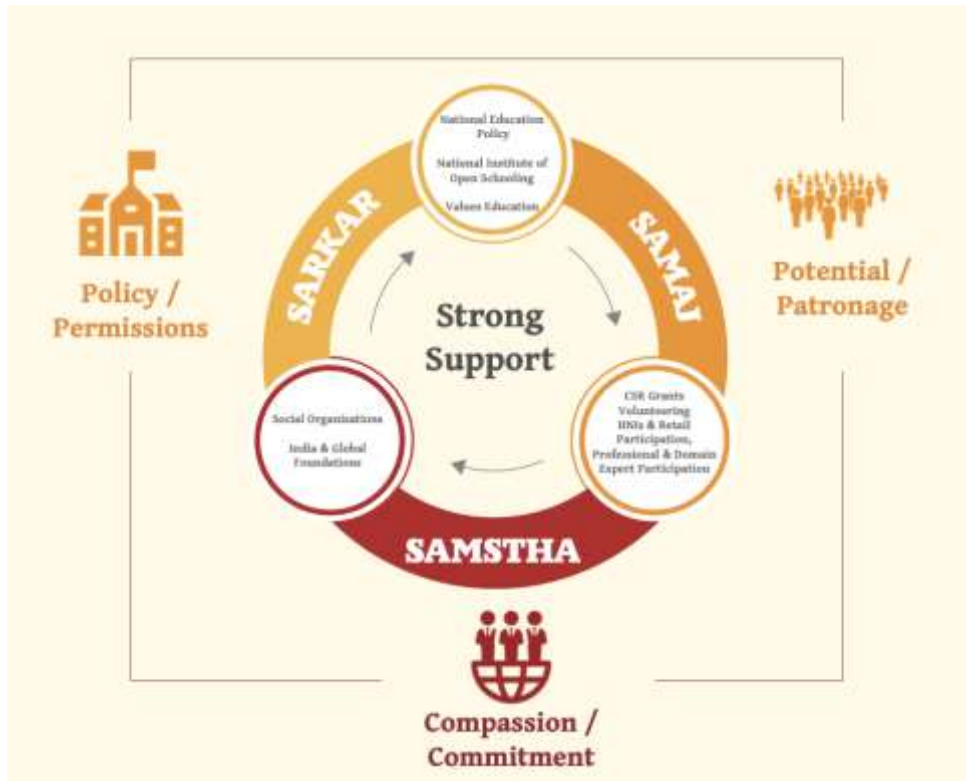 National Education
Policy
National Institute of
Open Schooling
Values Education
SARKAR
SAMAJ
Policy /
Permissions
Potential /
Patronage
Strong
Support
Social Organisations
India & Global
Foundations
CSR Grants
Volunteering
HNIs & Retail
Participation,
Professional & Domain
Expert Participation
SAMSTHA
Compassion /
Commitment